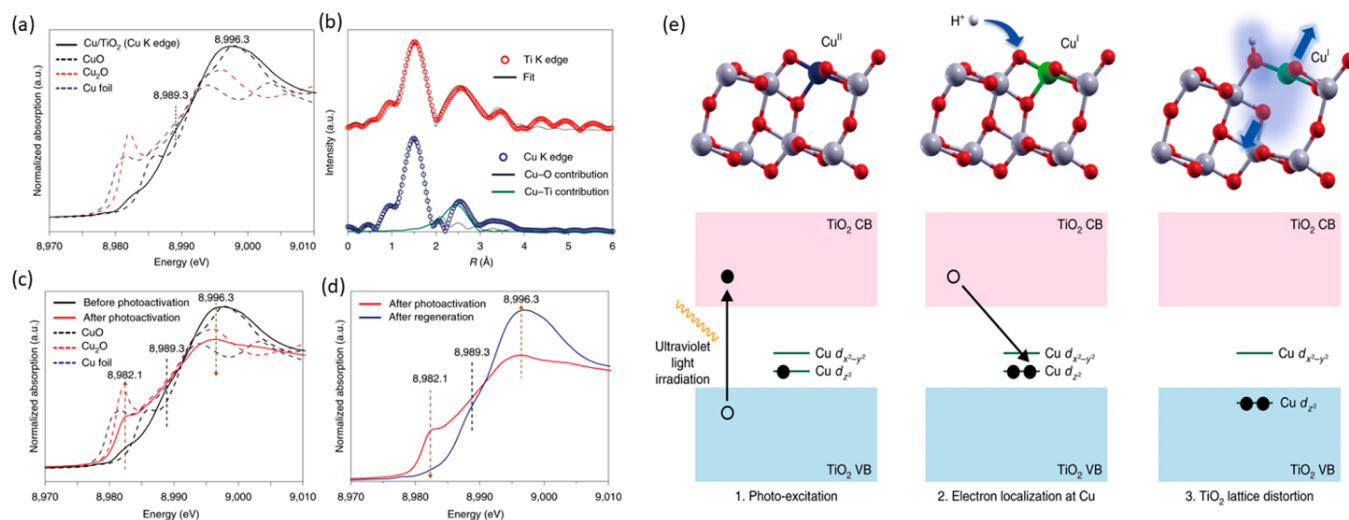 (a)
Cu/TiO₂ (Cu K edge)
CuO
Cu₂O
Cu foil
8,996.3
8,989.3
Normalized absorption (a.u.)
8,970 8,980 8,990 9,000 9,010
Energy (eV)
(b)
Ti K edge
Fit
Cu K edge
Cu–O contribution
Cu–Ti contribution
Intensity (a.u.)
0 1 2 3 4 5 6
R (Å)
(c)
Before photoactivation
After photoactivation
CuO
Cu₂O
Cu foil
8,996.3
8,989.3
8,982.1
Normalized absorption (a.u.)
8,970 8,980 8,990 9,000 9,010
Energy (eV)
(d)
After photoactivation
After regeneration
8,996.3
8,989.3
8,982.1
Normalized absorption (a.u.)
8,970 8,980 8,990 9,000 9,010
Energy (eV)
(e)
Cuᴵᴵ
H⁺
Cuᴵ
Cuᴵ
TiO₂ CB
Ultraviolet
light
irradiation
Cu dx²–y²
Cu dz²
TiO₂ VB
1. Photo-excitation
TiO₂ CB
Cu dx²–y²
Cu dz²
TiO₂ VB
2. Electron localization at Cu
TiO₂ CB
Cu dx²–y²
Cu dz²
TiO₂ VB
3. TiO₂ lattice distortion